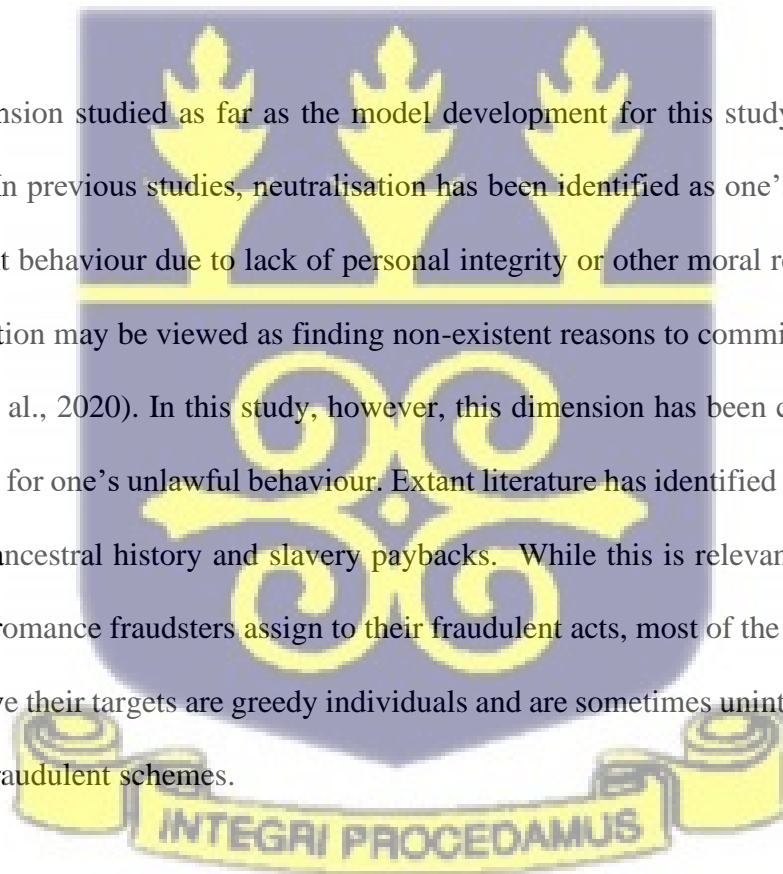 nsion studied as far as the model development for this study
In previous studies, neutralisation has been identified as one’
t behaviour due to lack of personal integrity or other moral r
tion may be viewed as finding non-existent reasons to commi
al., 2020). In this study, however, this dimension has been c
for one’s unlawful behaviour. Extant literature has identified
ancestral history and slavery paybacks. While this is relevan
romance fraudsters assign to their fraudulent acts, most of the
ve their targets are greedy individuals and are sometimes unint
raudulent schemes.
INTEGRI PROCEDAMUS